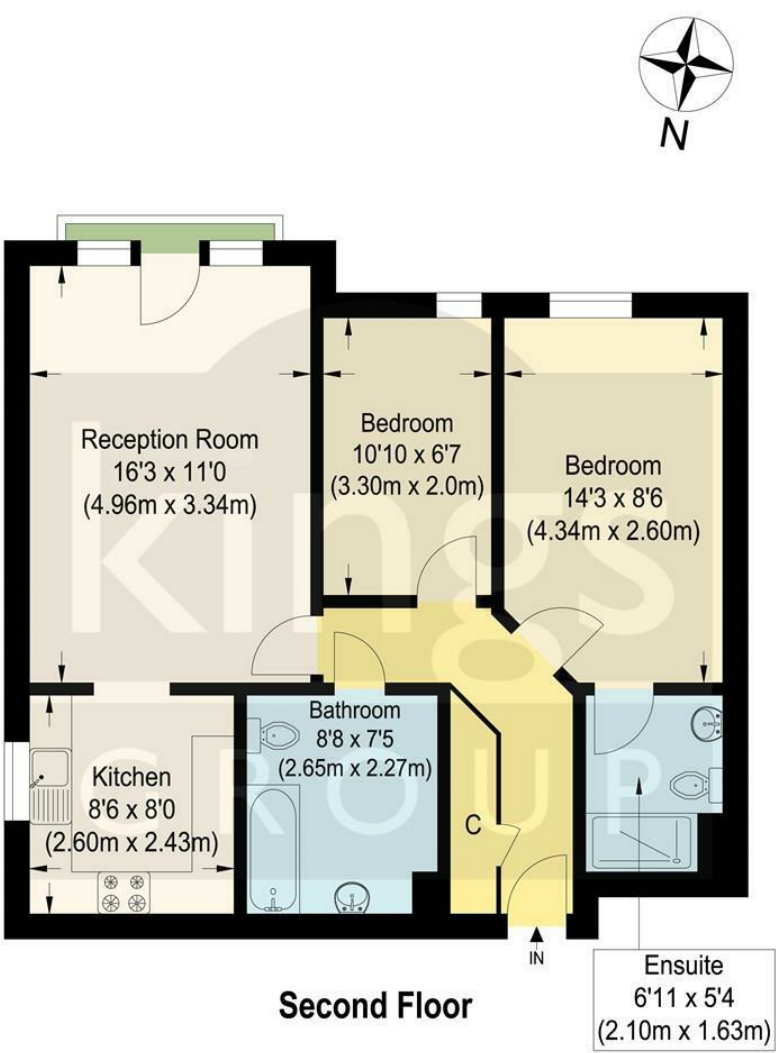 N
Reception Room
16'3 x 11'0
(4.96m x 3.34m)
Bedroom
10'10 x 6'7
(3.30m x 2.0m)
Bedroom
14'3 x 8'6
(4.34m x 2.60m)
kings
GROUP
Kitchen
8'6 x 8'0
(2.60m x 2.43m)
Bathroom
8'8 x 7'5
(2.65m x 2.27m)
C
IN
Ensuite
6'11 x 5'4
(2.10m x 1.63m)
Second Floor